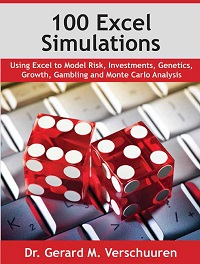 100 Excel
Simulations
Using Excel to Model Risk, Investments, Genetics,
Growth, Gambling and Monte Carlo Analysis
Dr. Gerard M. Verschuuren